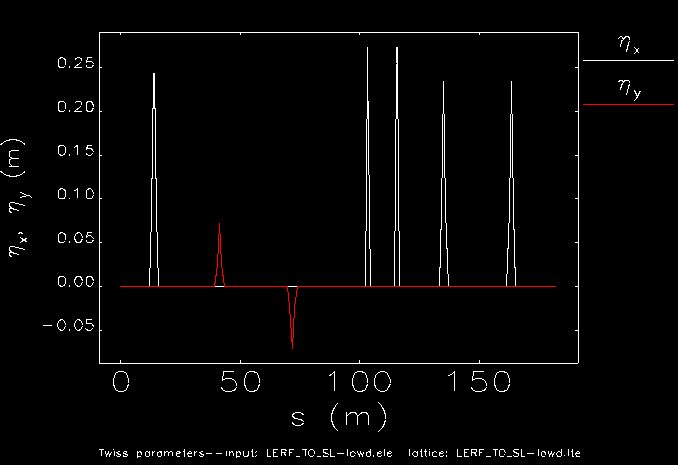 ηx
0.25
ηy
0.20
0.15
0.10
0.05
0.00
−0.05
ηx, ηy (m)
0 50 100 150
s (m)
Twiss parameters--input: LERF_TO_SL-lowd.ele lattice: LERF_TO_SL-lowd.lte